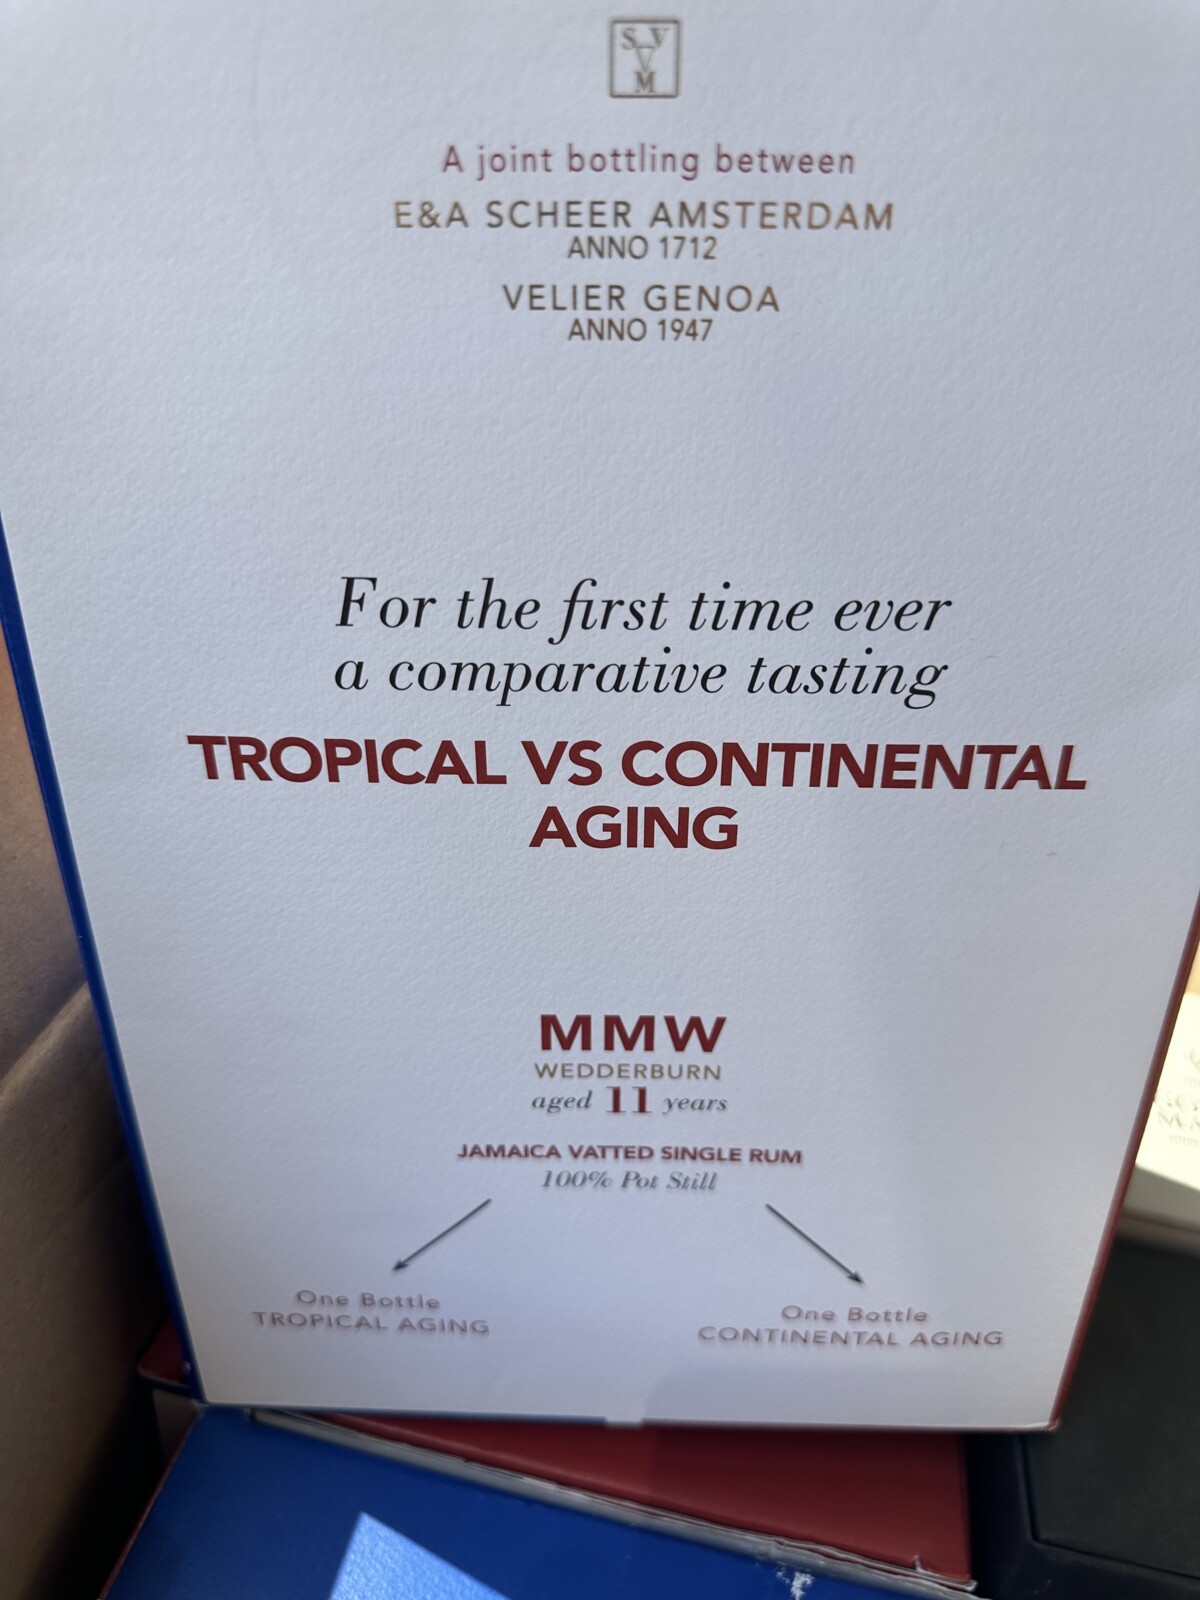 S V
M
A joint bottling between
E&A SCHEER AMSTERDAM
ANNO 1712
VELIER GENOA
ANNO 1947
For the first time ever
a comparative tasting
TROPICAL VS CONTINENTAL
AGING
MMW
WEDDERBURN
aged 11 years
JAMAICA VATTED SINGLE RUM
100% Pot Still
One Bottle
TROPICAL AGING
One Bottle
CONTINENTAL AGING